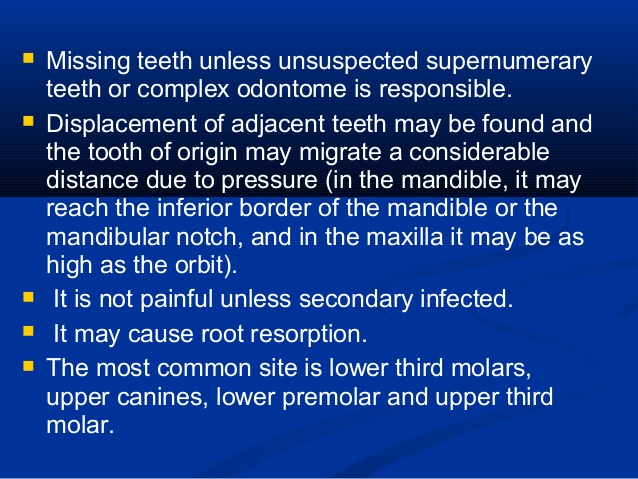 Missing teeth unless unsuspected supernumerary
teeth or complex odontome is responsible.
Displacement of adjacent teeth may be found and
the tooth of origin may migrate a considerable
distance due to pressure (in the mandible, it may
reach the inferior border of the mandible or the
mandibular notch, and in the maxilla it may be as
high as the orbit).
It is not painful unless secondary infected.
It may cause root resorption.
The most common site is lower third molars,
upper canines, lower premolar and upper third
molar.